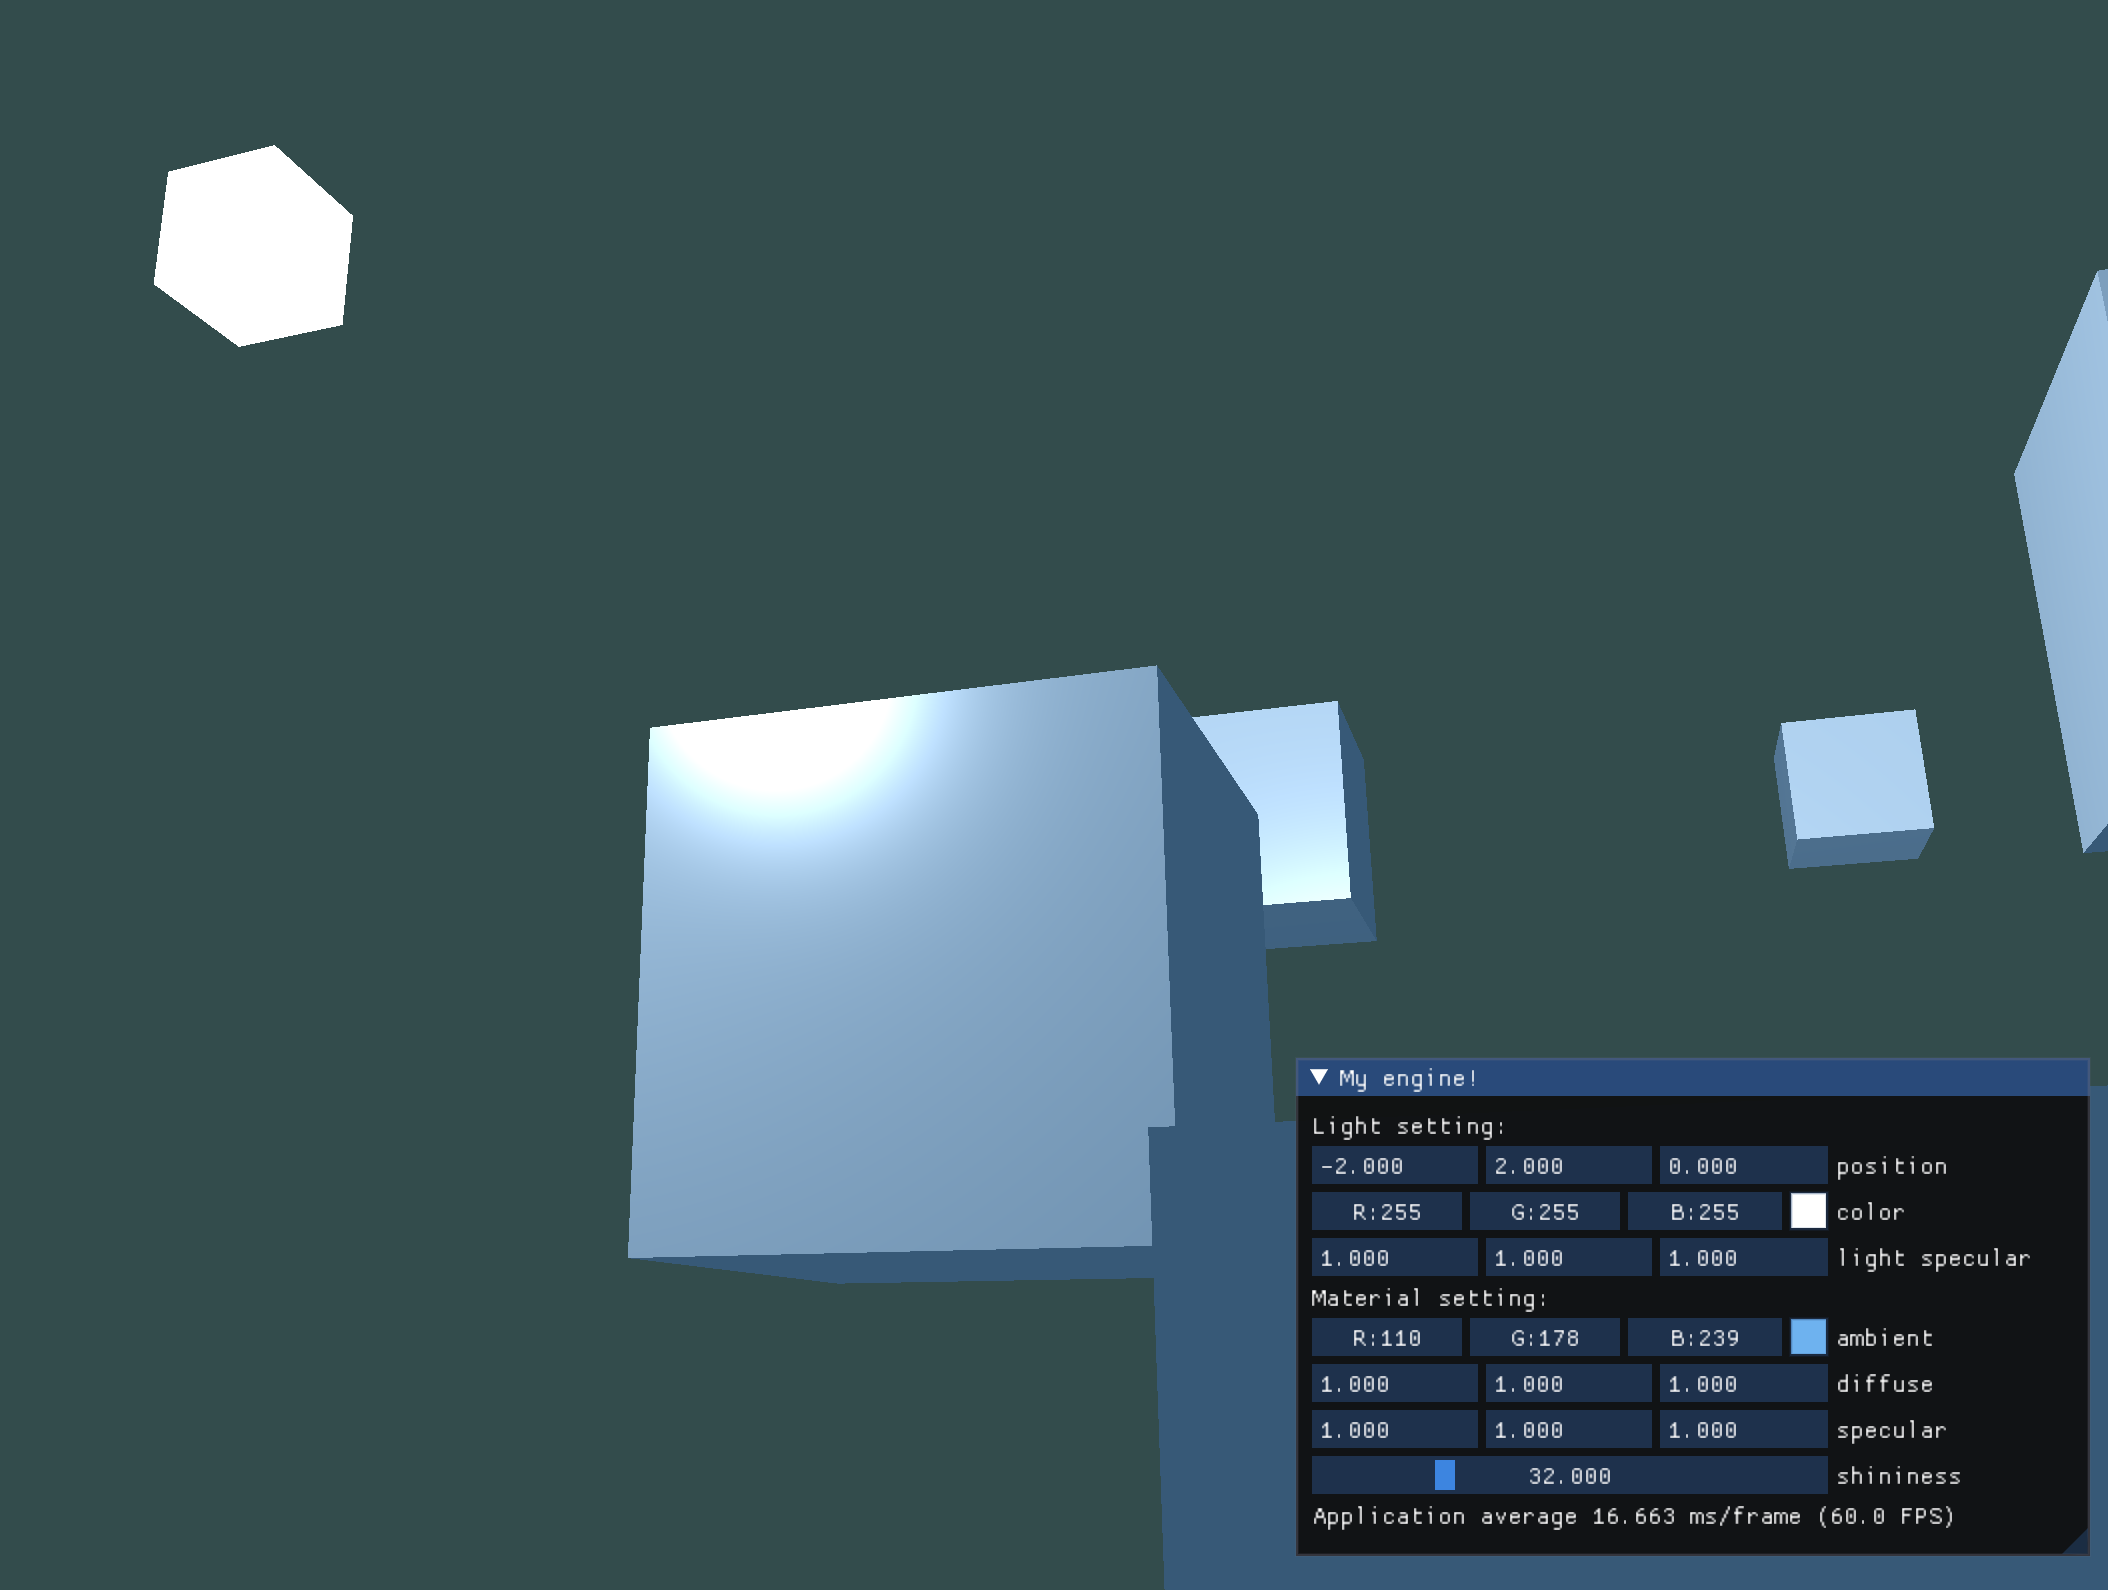 My engine!
Light setting:
-2.000 2.000 0.000 position
R:255 G:255 B:255 color
1.000 1.000 1.000 light specular
Material setting:
R:110 G:178 B:239 ambient
1.000 1.000 1.000 diffuse
1.000 1.000 1.000 specular
32.000 shininess
Application average 16.663 ms/frame (60.0 FPS)